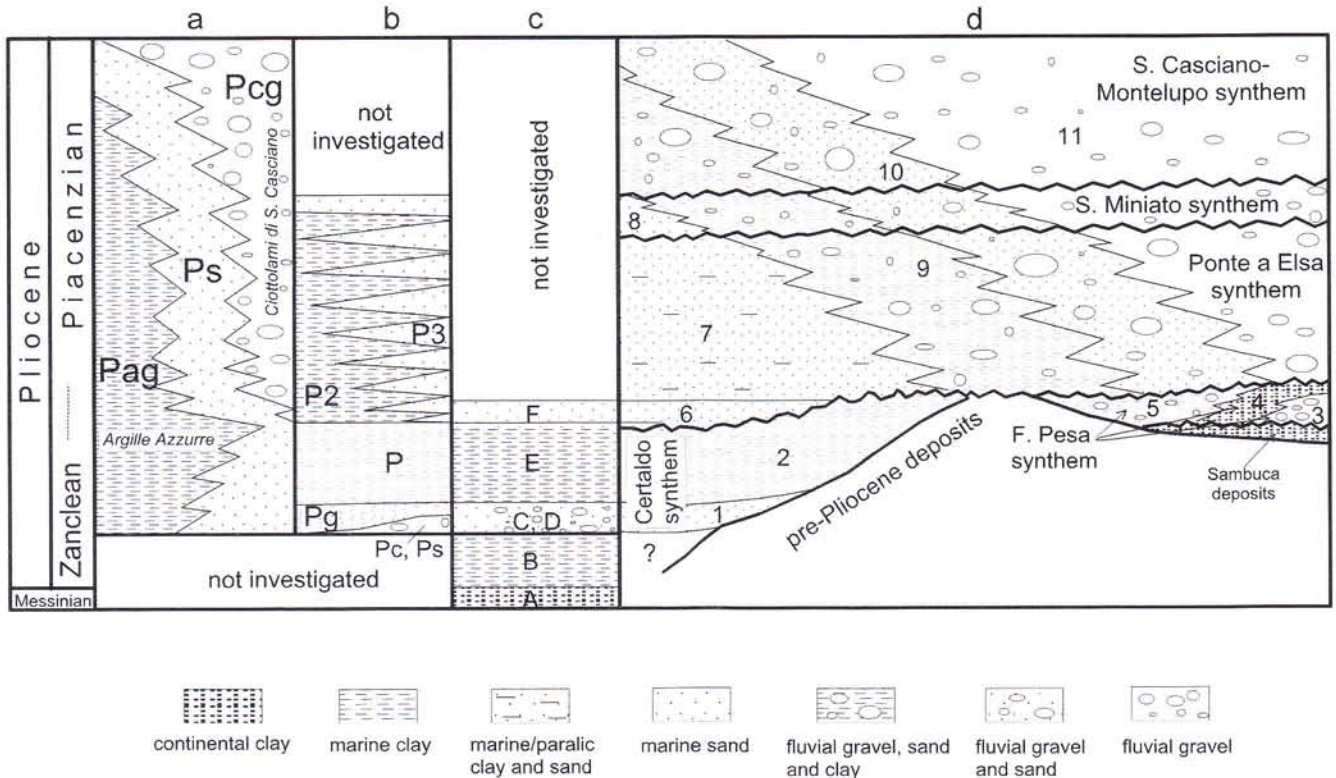 a
b
c
d
Pliocene
Piacenzian
Zanclean
Messinian
Pcg
Ciottolami di S. Casciano
Ps
Pag
Argille Azzurre
not investigated
not
investigated
P3
P2
P
Pg
Pc, Ps
not investigated
F
E
C, D
B
A
S. Casciano-
Montelupo synthem
11
10
S. Miniato synthem
8
9
Ponte a Elsa
synthem
7
6
5
4
3
F. Pesa
synthem
Sambuca
deposits
Certaldo
synthem
2
1
?
pre-Pliocene deposits
continental clay
marine clay
marine/paralic
clay and sand
marine sand
fluvial gravel, sand
and clay
fluvial gravel
and sand
fluvial gravel